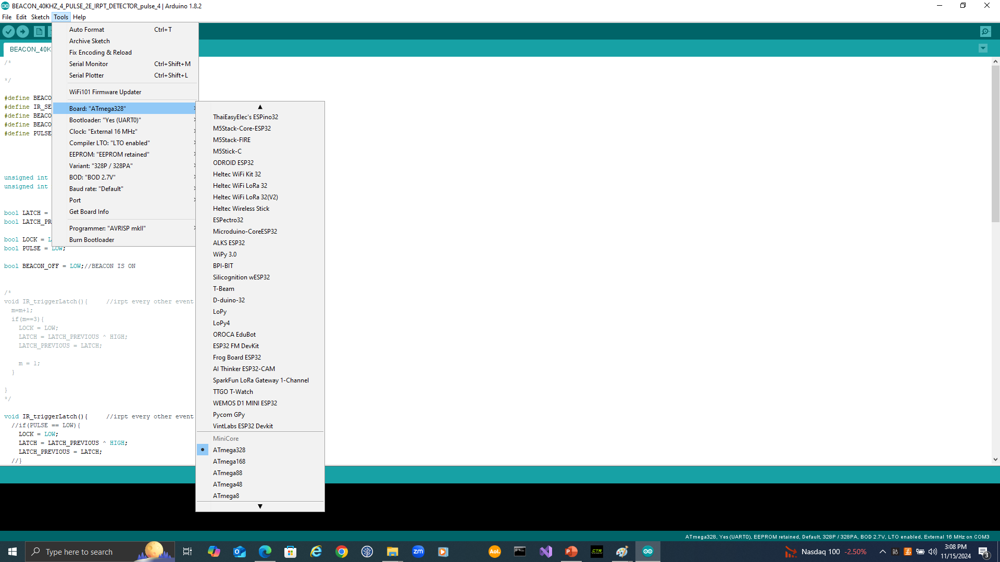 BEACON_40KHZ_4_PULSE_2E_IRPT_DETECTOR_pulse_4 | Arduino 1.8.2
File Edit Sketch Tools Help
BEACON_40K
Auto Format Ctrl+T
Archive Sketch
Fix Encoding & Reload
Serial Monitor Ctrl+Shift+M
Serial Plotter Ctrl+Shift+L
WiFi101 Firmware Updater
Board: "ATmega328"
Bootloader: "Yes (UART0)"
Clock: "External 16 MHz"
Compiler LTO: "LTO enabled"
EEPROM: "EEPROM retained"
Variant: "328P / 328PA"
BOD: "BOD 2.7V"
Baud rate: "Default"
Port
Get Board Info
Programmer: "AVRISP mkII"
Burn Bootloader
ThaiEasyElec's ESPino32
M5Stack-Core-ESP32
M5Stack-FIRE
M5Stick-C
ODROID ESP32
Heltec WiFi Kit 32
Heltec WiFi LoRa 32
Heltec WiFi LoRa 32(V2)
Heltec Wireless Stick
ESPectro32
Microduino-CoreESP32
ALKS ESP32
WiPy 3.0
BPI-BIT
Silicognition wESP32
T-Beam
D-duino-32
LoPy
LoPy4
OROCA EduBot
ESP32 FM DevKit
Frog Board ESP32
AI Thinker ESP32-CAM
SparkFun LoRa Gateway 1-Channel
TTGO T-Watch
WEMOS D1 MINI ESP32
Pycom GPy
VintLabs ESP32 Devkit
MiniCore
ATmega328
ATmega168
ATmega88
ATmega48
ATmega8
/*
*/
#define BEACO
#define IR_SE
#define BEACO
#define BEACO
#define PULSE
unsigned int
unsigned int
bool LATCH =
bool LATCH_PR
bool LOCK = L
bool PULSE = LOW;
bool BEACON_OFF = LOW;//BEACON IS ON
/*
void IR_triggerLatch(){ //irpt every other event
m=m+1;
if(m==3){
LOCK = LOW;
LATCH = LATCH_PREVIOUS ^ HIGH;
LATCH_PREVIOUS = LATCH;
m = 1;
}
}
*/
void IR_triggerLatch(){ //irpt every other event
//if(PULSE == LOW){
LOCK = LOW;
LATCH = LATCH_PREVIOUS ^ HIGH;
LATCH_PREVIOUS = LATCH;
//}
ATmega328, Yes (UART0), EEPROM retained, Default, 328P / 328PA, BOD 2.7V, LTO enabled, External 16 MHz on COM3
Type here to search
zm
Aol.
CTR
Nasdaq 100 -2.50%
3:08 PM
11/15/2024
3